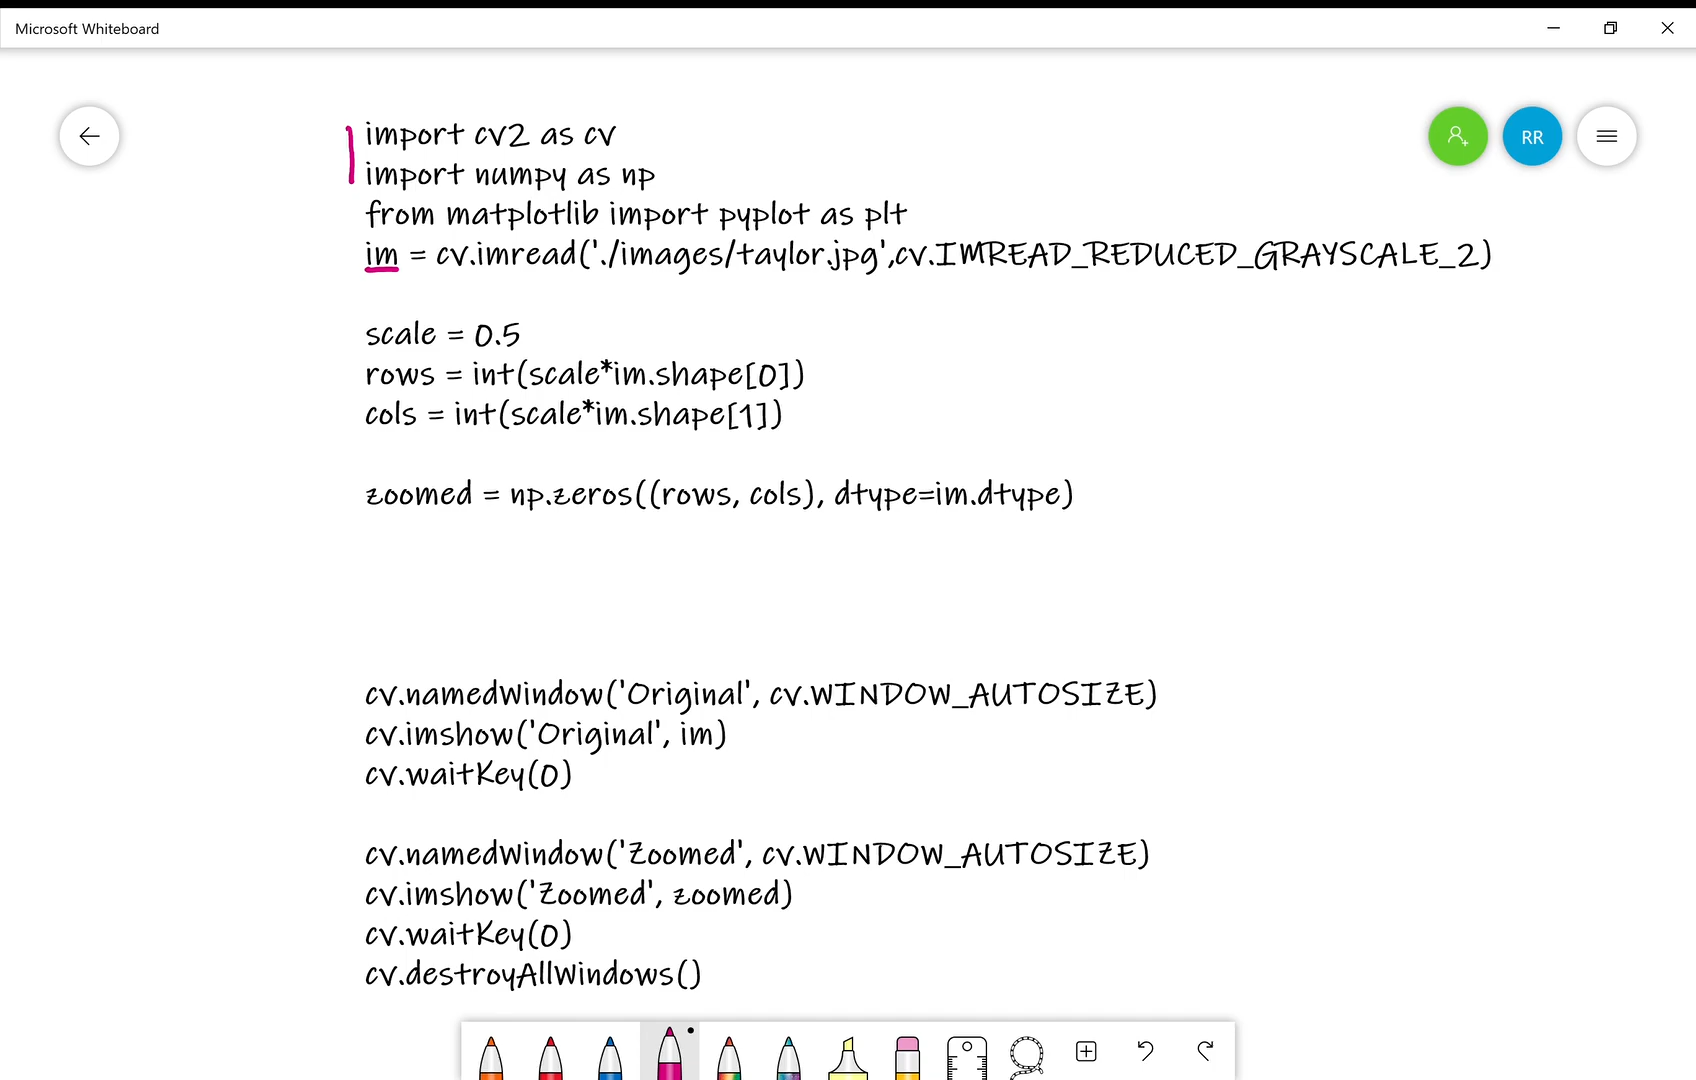 Microsoft Whiteboard
RR
import cv2 as cv
import numpy as np
from matplotlib import pyplot as plt
im = cv.imread('./images/taylor.jpg',cv.IMREAD_REDUCED_GRAYSCALE_2)
scale = 0.5
rows = int(scale*im.shape[0])
cols = int(scale*im.shape[1])
zoomed = np.zeros((rows, cols), dtype=im.dtype)
cv.namedWindow('Original', cv.WINDOW_AUTOSIZE)
cv.imshow('Original', im)
cv.waitKey(0)
cv.namedWindow('Zoomed', cv.WINDOW_AUTOSIZE)
cv.imshow('Zoomed', zoomed)
cv.waitKey(0)
cv.destroyAllWindows()